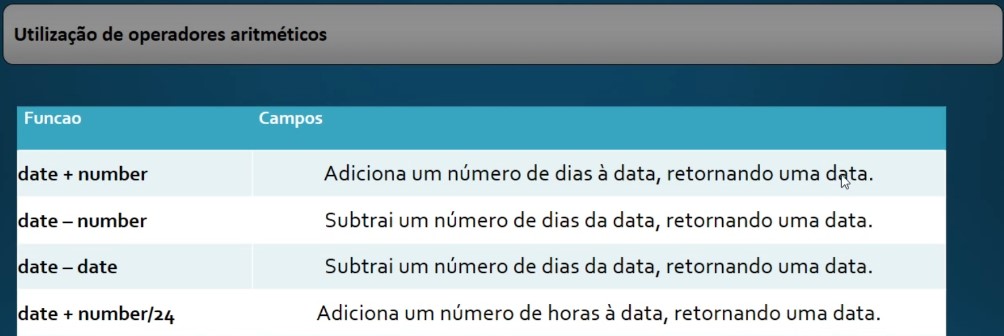 Utilização de operadores aritméticos
Funcao Campos
date + number Adiciona um número de dias à data, retornando uma data.
date – number Subtrai um número de dias da data, retornando uma data.
date – date Subtrai um número de dias da data, retornando uma data.
date + number/24 Adiciona um número de horas à data, retornando uma data.